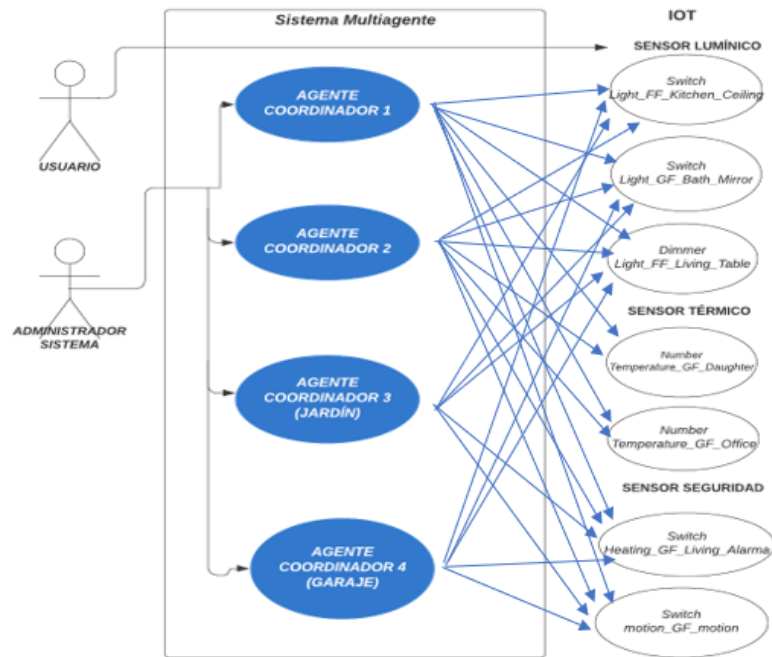 Sistema Multiagente
IOT
SENSOR LUMÍNICO
Switch
Light_FF_Kitchen_Ceiling
AGENTE
COORDINADOR 1
USUARIO
Switch
Light_GF_Bath_Mirror
AGENTE
COORDINADOR 2
Dimmer
Light_FF_Living_Table
ADMINISTRADOR
SISTEMA
SENSOR TÉRMICO
Number
Temperature_GF_Daughter
AGENTE
COORDINADOR 3
(JARDÍN)
Number
Temperature_GF_Office
SENSOR SEGURIDAD
Switch
Heating_GF_Living_Alarma
AGENTE
COORDINADOR 4
(GARAJE)
Switch
motion_GF_motion